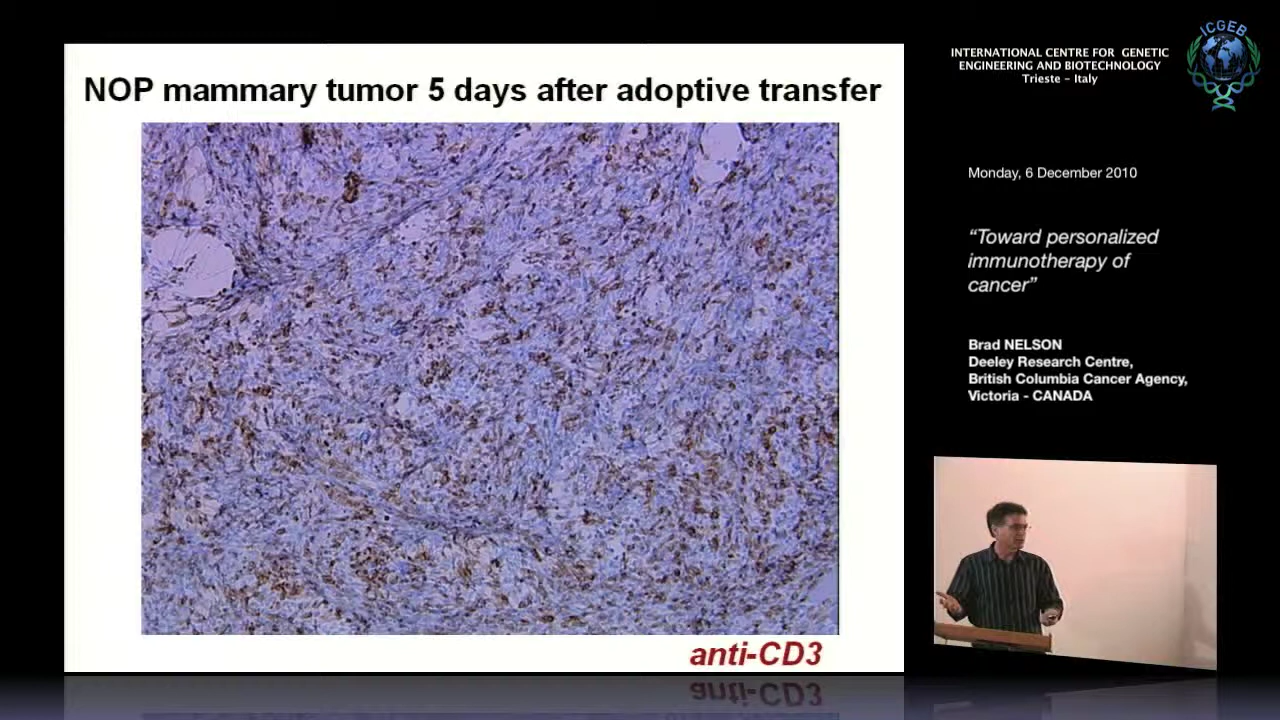 NOP mammary tumor 5 days after adoptive transfer
anti-CD3
ICGEB
INTERNATIONAL CENTRE FOR GENETIC
ENGINEERING AND BIOTECHNOLOGY
Trieste – Italy
Monday, 6 December 2010
“Toward personalized
immunotherapy of
cancer”
Brad NELSON
Deeley Research Centre,
British Columbia Cancer Agency,
Victoria - CANADA